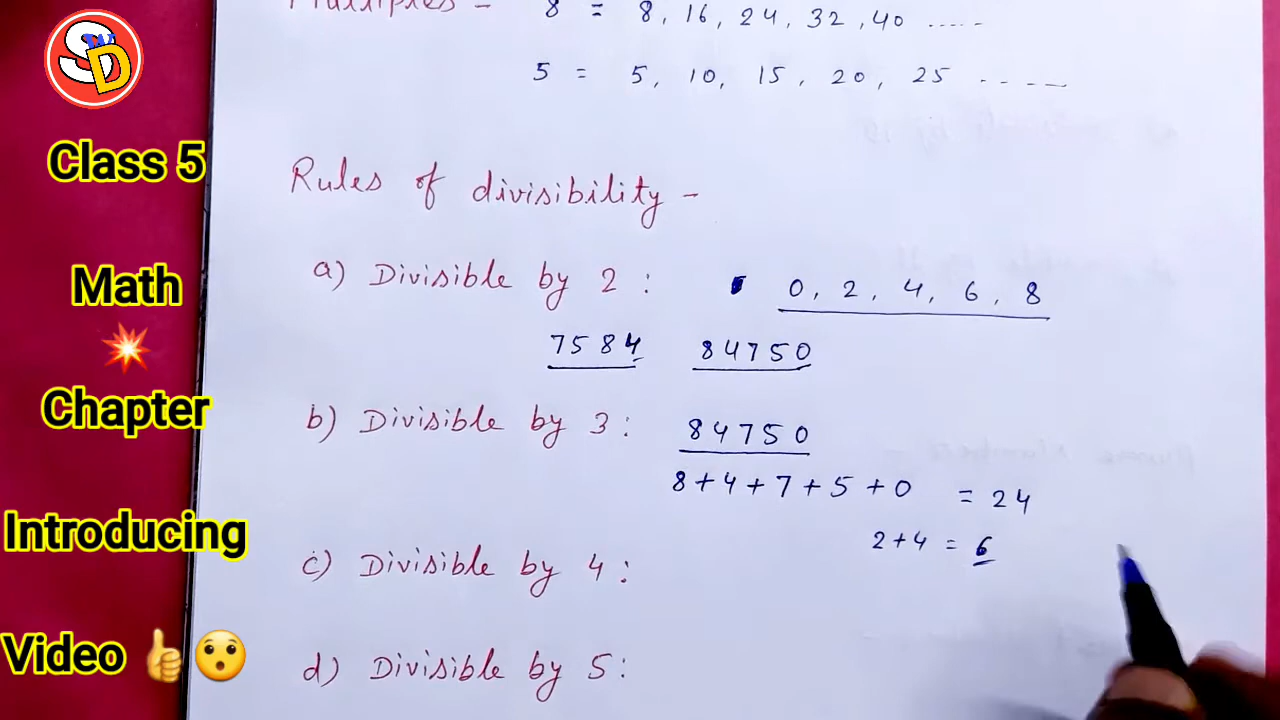 SD
Class 5
Math
Chapter
Introducing
Video
Multiples - 8 = 8, 16, 24, 32, 40 .....
5 = 5, 10, 15, 20, 25 .....
Rules of divisibility -
a) Divisible by 2 : 0, 2, 4, 6, 8
7584 84750
b) Divisible by 3 : 84750
8+4+7+5+0 = 24
2+4 = 6
c) Divisible by 4 :
d) Divisible by 5 :